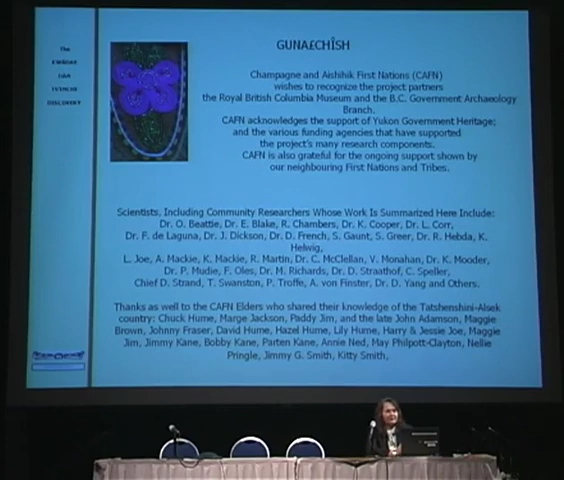 The
KWÄDAY
DÄN
TS'INCHI
DISCOVERY
GUNAŁCHÎSH
Champagne and Aishihik First Nations (CAFN)
wishes to recognize the project partners
the Royal British Columbia Museum and the B.C. Government Archaeology
Branch.
CAFN acknowledges the support of Yukon Government Heritage;
and the various funding agencies that have supported
the project's many research components.
CAFN is also grateful for the ongoing support shown by
our neighbouring First Nations and Tribes.
Scientists, Including Community Researchers Whose Work Is Summarized Here Include:
Dr. O. Beattie, Dr. E. Blake, R. Chambers, Dr. K. Cooper, Dr. L. Corr,
Dr. F. de Laguna, Dr. J. Dickson, Dr. D. French, S. Gaunt, S. Greer, Dr. R. Hebda, K.
Helwig,
L. Joe, A. Mackie, K. Mackie, R. Martin, Dr. C. McClellan, V. Monahan, Dr. K. Mooder,
Dr. P. Mudie, F. Oles, Dr. M. Richards, Dr. D. Straathof, C. Speller,
Chief D. Strand, T. Swanston, P. Troffe, A. von Finster, Dr. D. Yang and Others.
Thanks as well to the CAFN Elders who shared their knowledge of the Tatshenshini-Alsek
country: Chuck Hume, Marge Jackson, Paddy Jim, and the late John Adamson, Maggie
Brown, Johnny Fraser, David Hume, Hazel Hume, Lily Hume, Harry & Jessie Joe, Maggie
Jim, Jimmy Kane, Bobby Kane, Parten Kane, Annie Ned, May Philpott-Clayton, Nellie
Pringle, Jimmy G. Smith, Kitty Smith,